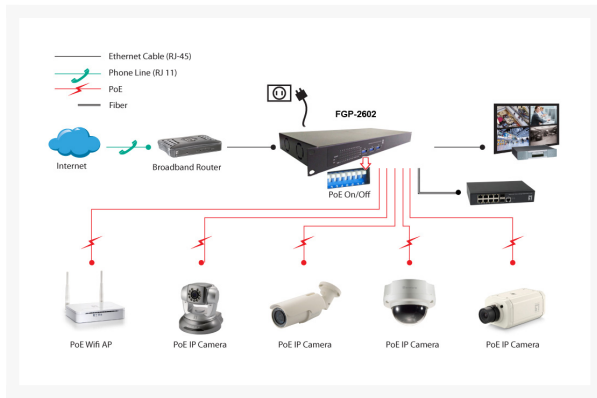 Ethernet Cable (RJ-45)
Phone Line (RJ 11)
PoE
Fiber
FGP-2602
Internet
Broadband Router
PoE On/Off
PoE Wifi AP
PoE IP Camera
PoE IP Camera
PoE IP Camera
PoE IP Camera